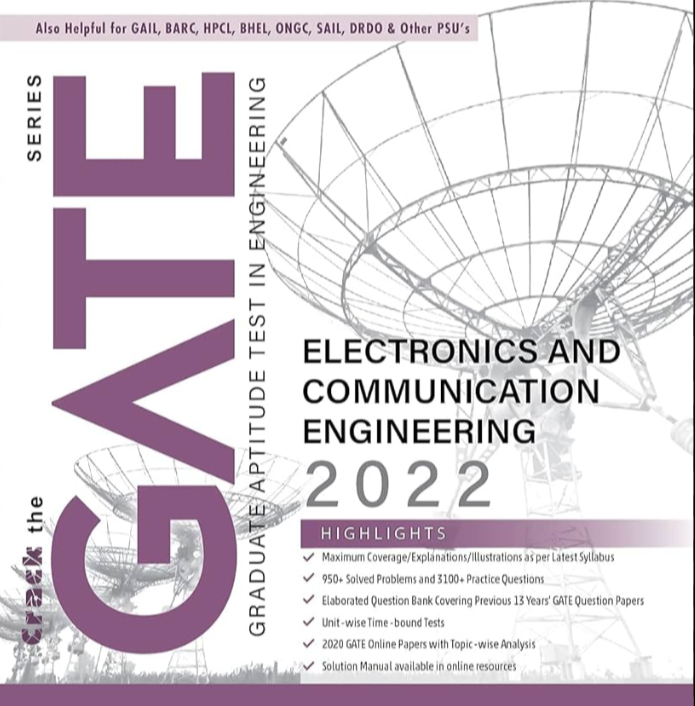 Also Helpful for GAIL, BARC, HPCL, BHEL, ONGC, SAIL, DRDO & Other PSU's
crack the
GATE
SERIES
GRADUATE APTITUDE TEST IN ENGINEERING
ELECTRONICS AND
COMMUNICATION
ENGINEERING
2022
HIGHLIGHTS
✓ Maximum Coverage/Explanations/Illustrations as per Latest Syllabus
✓ 950+ Solved Problems and 3100+ Practice Questions
✓ Elaborated Question Bank Covering Previous 13 Years' GATE Question Papers
✓ Unit-wise Time-bound Tests
✓ 2020 GATE Online Papers with Topic-wise Analysis
✓ Solution Manual available in online resources